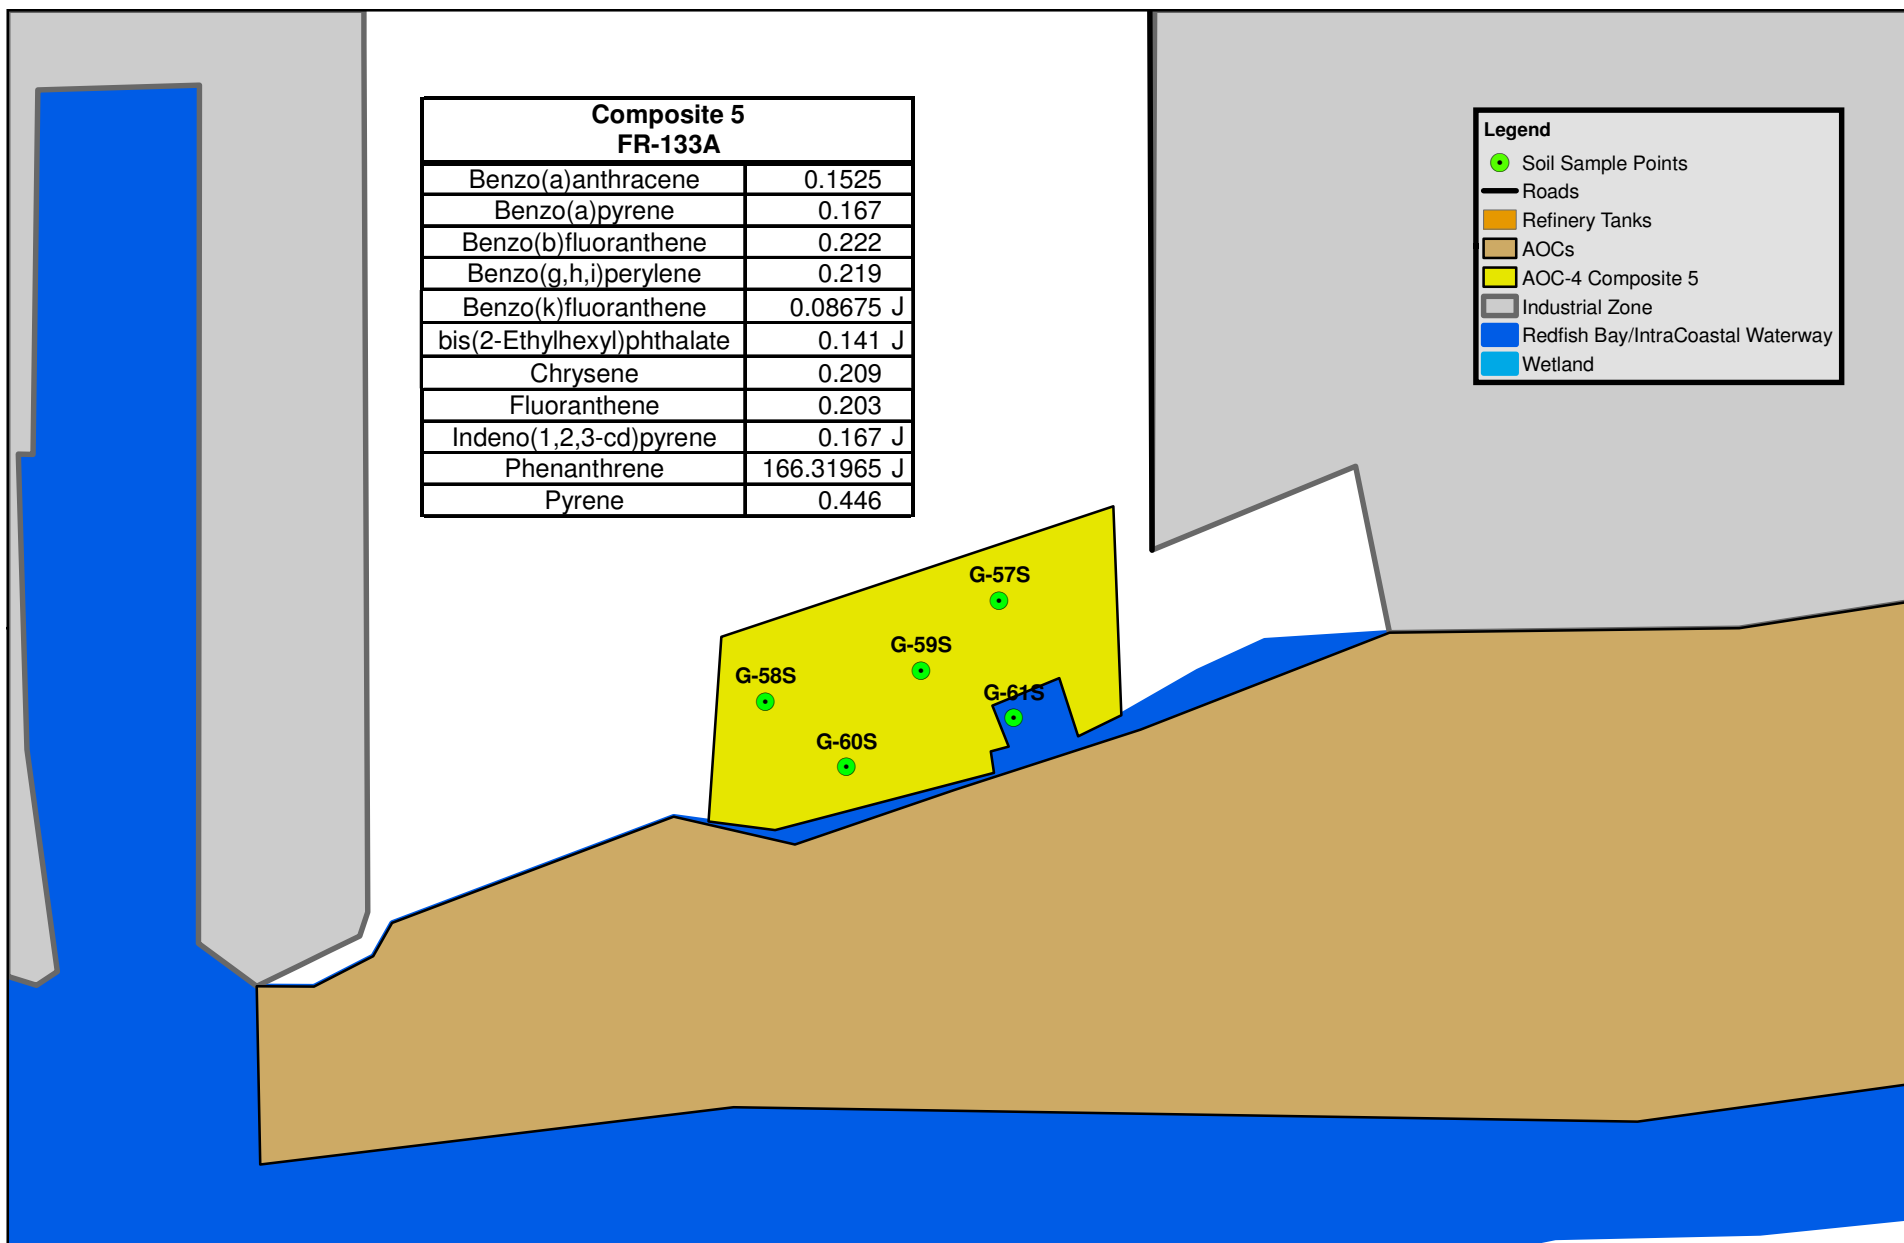 Composite 5
FR-133A
Benzo(a)anthracene 0.1525
Benzo(a)pyrene 0.167
Benzo(b)fluoranthene 0.222
Benzo(g,h,i)perylene 0.219
Benzo(k)fluoranthene 0.08675 J
bis(2-Ethylhexyl)phthalate 0.141 J
Chrysene 0.209
Fluoranthene 0.203
Indeno(1,2,3-cd)pyrene 0.167 J
Phenanthrene 166.31965 J
Pyrene 0.446
Legend
Soil Sample Points
Roads
Refinery Tanks
AOCs
AOC-4 Composite 5
Industrial Zone
Redfish Bay/IntraCoastal Waterway
Wetland
G-57S
G-59S
G-58S
G-61S
G-60S